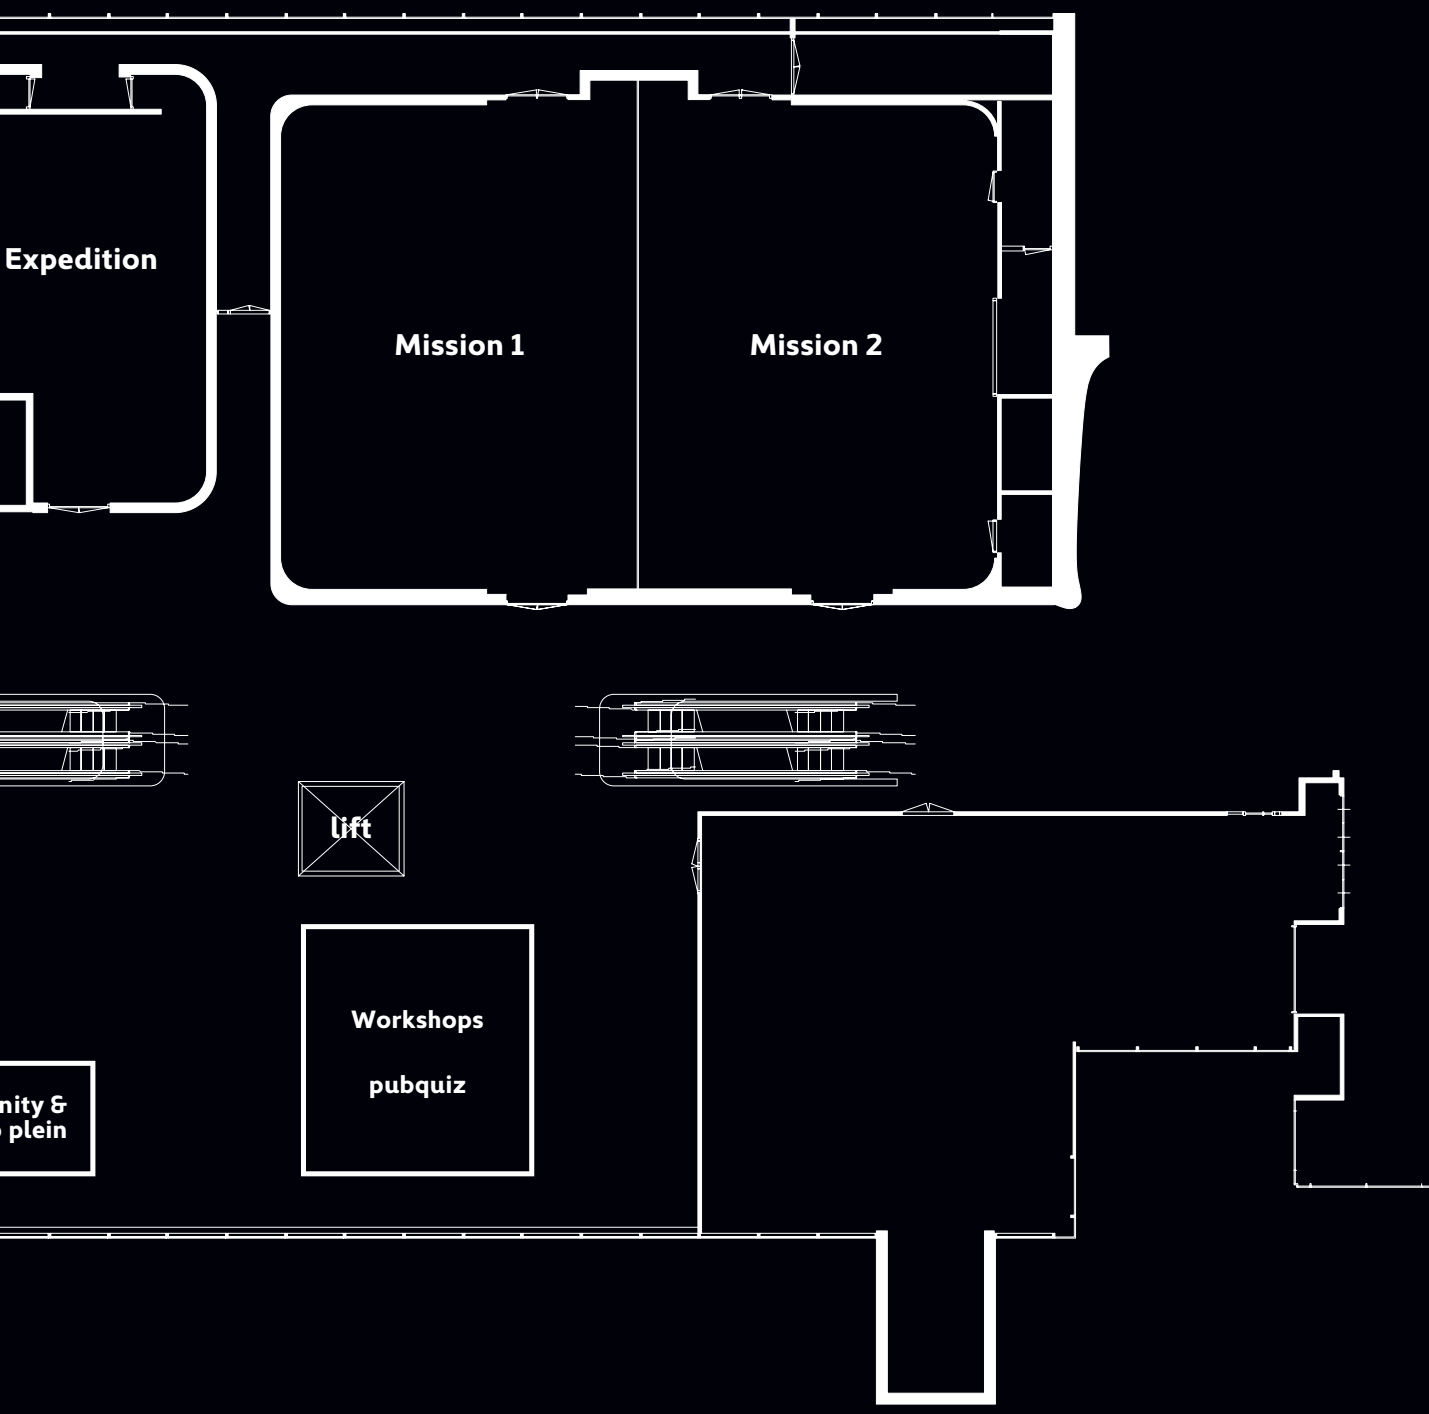 Expedition
Mission 1
Mission 2
lift
Workshops
pubquiz
nity &
plein